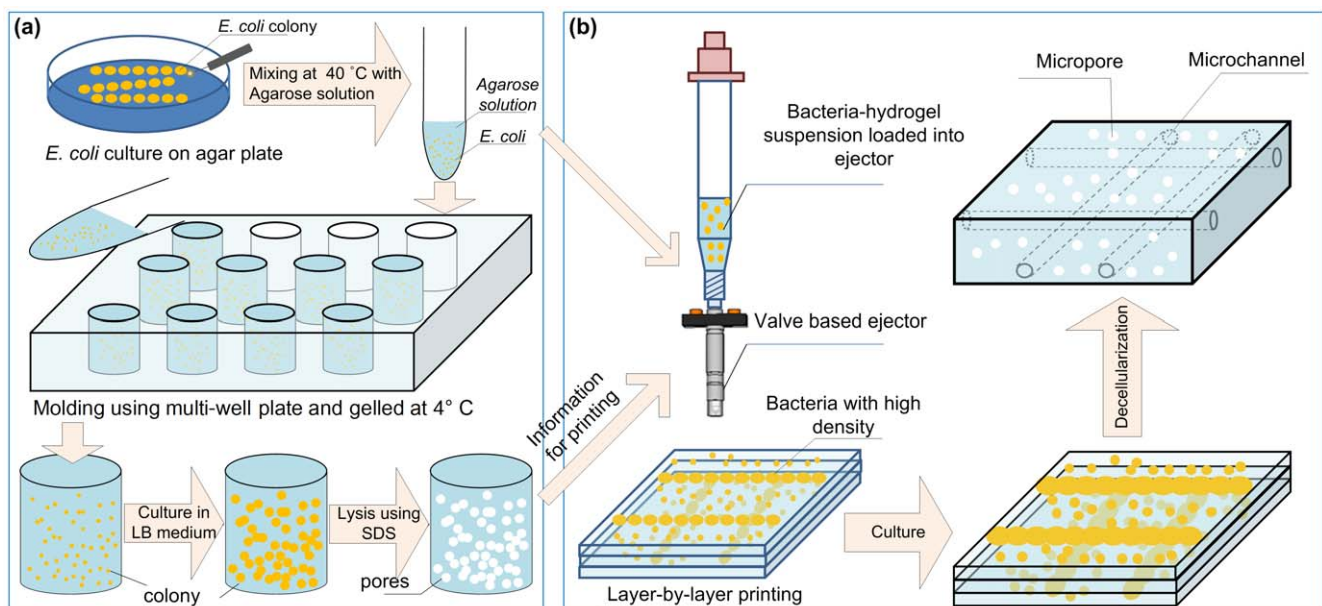 (a)
E. coli colony
Mixing at 40 ˚C with
Agarose solution
Agarose
solution
E. coli
E. coli culture on agar plate
Molding using multi-well plate and gelled at 4° C
Culture in
LB medium
Lysis using
SDS
colony
pores
(b)
Bacteria-hydrogel
suspension loaded into
ejector
Valve based ejector
Information
for printing
Bacteria with high
density
Layer-by-layer printing
Culture
Decellularization
Micropore
Microchannel